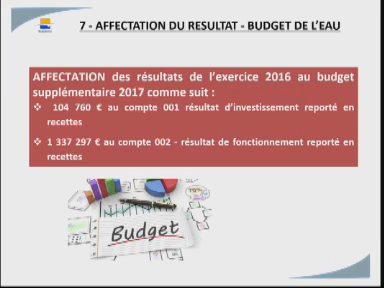 7 - AFFECTATION DU RESULTAT - BUDGET DE L'EAU
AFFECTATION des résultats de l'exercice 2016 au budget
supplémentaire 2017 comme suit :
❖ 104 760 € au compte 001 résultat d'investissement reporté en
recettes
❖ 1 337 297 € au compte 002 - résultat de fonctionnement reporté en
recettes
Budget